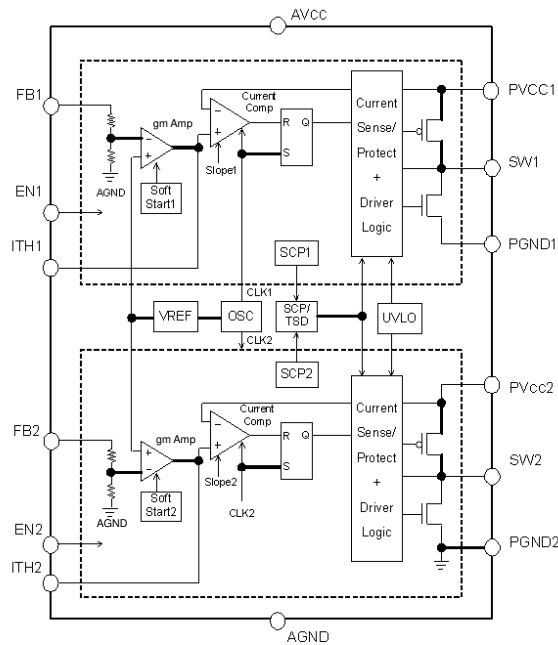 AVCC
FB1
PVCC1
gm Amp
Current
Comp
Current
Sense/
Protect
+
Driver
Logic
R
Q
S
AGND
Slope1
SW1
EN1
Soft
Start1
ITH1
PGND1
SCP1
CLK1
VREF
OSC
SCP/
TSD
UVLO
CLK2
SCP2
PVcc2
FB2
gm Amp
Current
Comp
Current
Sense/
Protect
+
Driver
Logic
R
Q
S
SW2
Slope2
AGND
Soft
Start2
CLK2
EN2
PGND2
ITH2
AGND